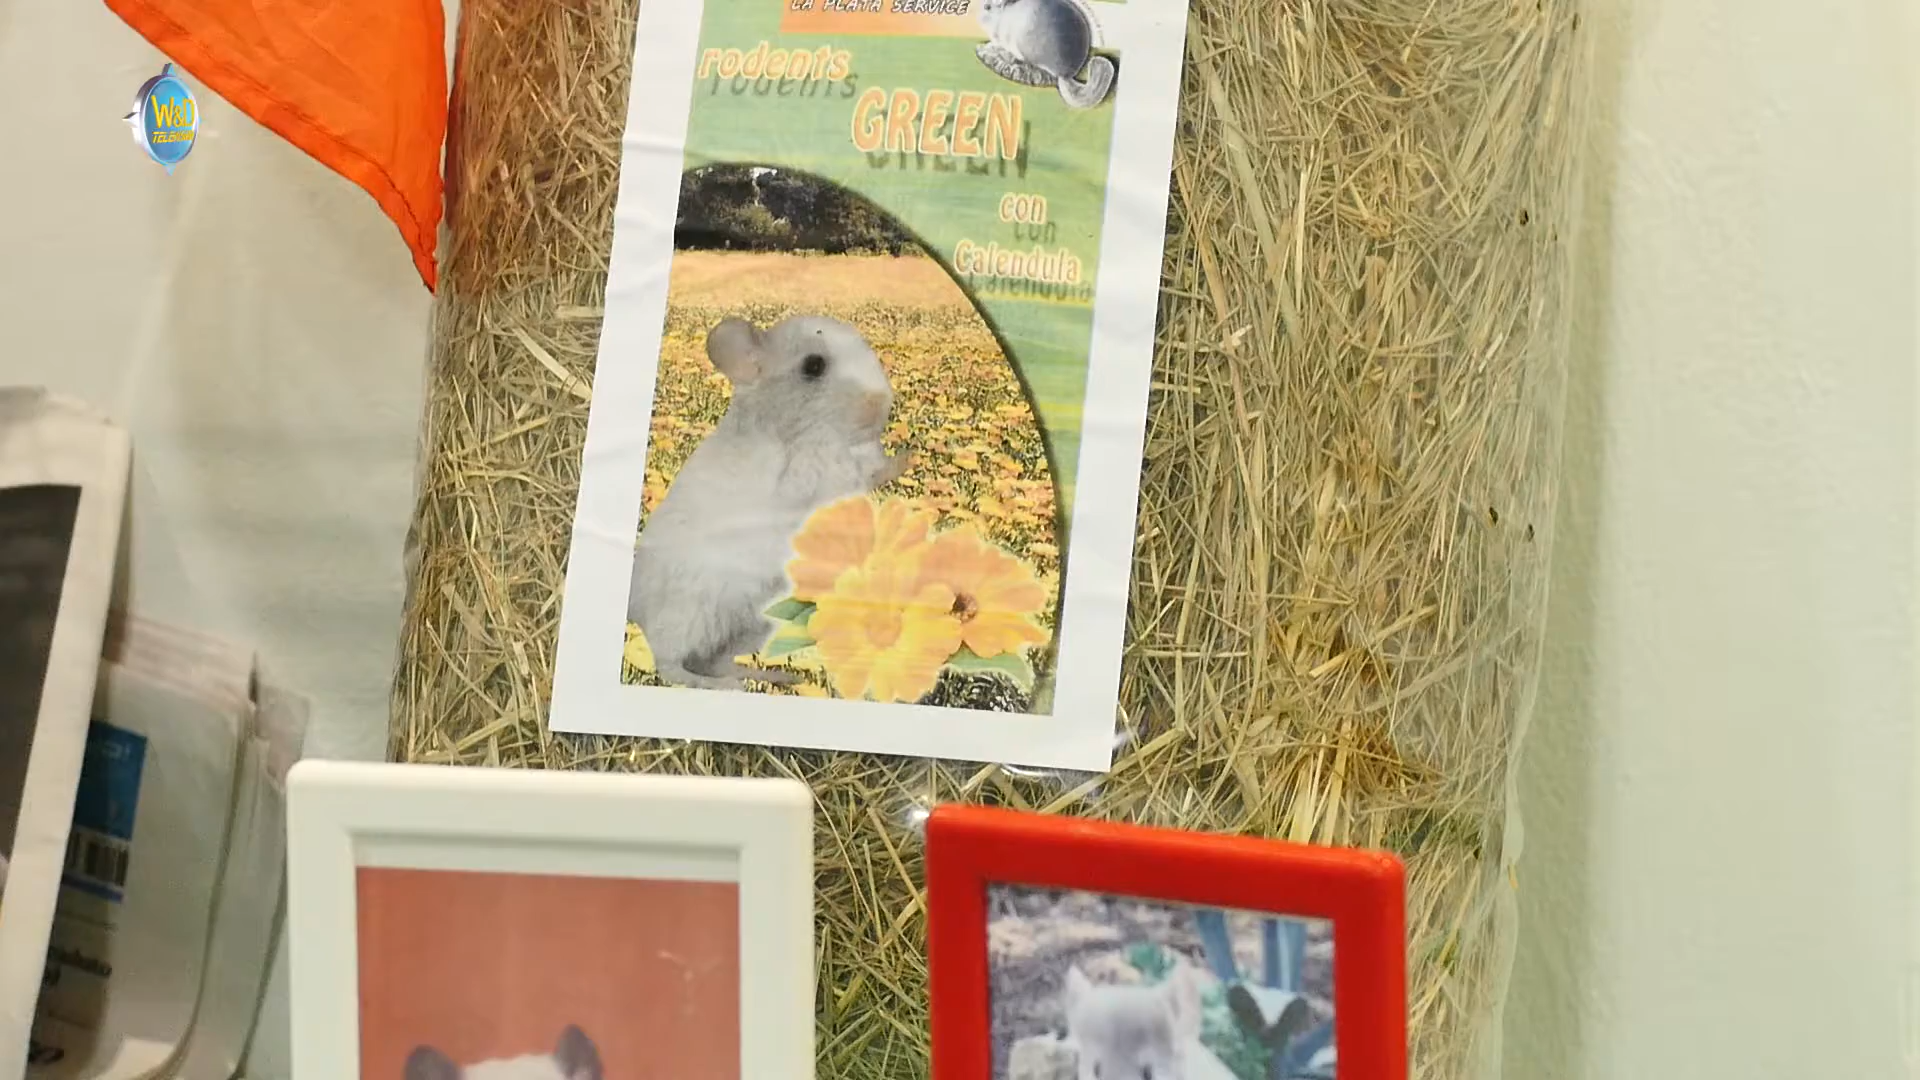 LA PLATA SERVICE
rodents
GREEN
con
Calendula
W&D